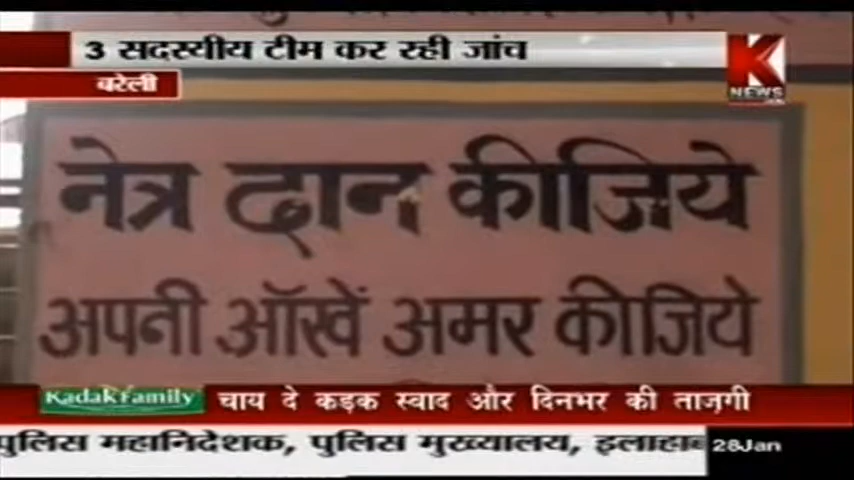 3 सदस्यीय टीम कर रही जांच
K NEWS
बरेली
नेत्र दान कीजिये
अपनी ऑखें अमर कीजिये
KadakFamily चाय दे कड़क स्वाद और दिनभर की ताज़गी
पुलिस महानिदेशक, पुलिस मुख्यालय, 28Jan